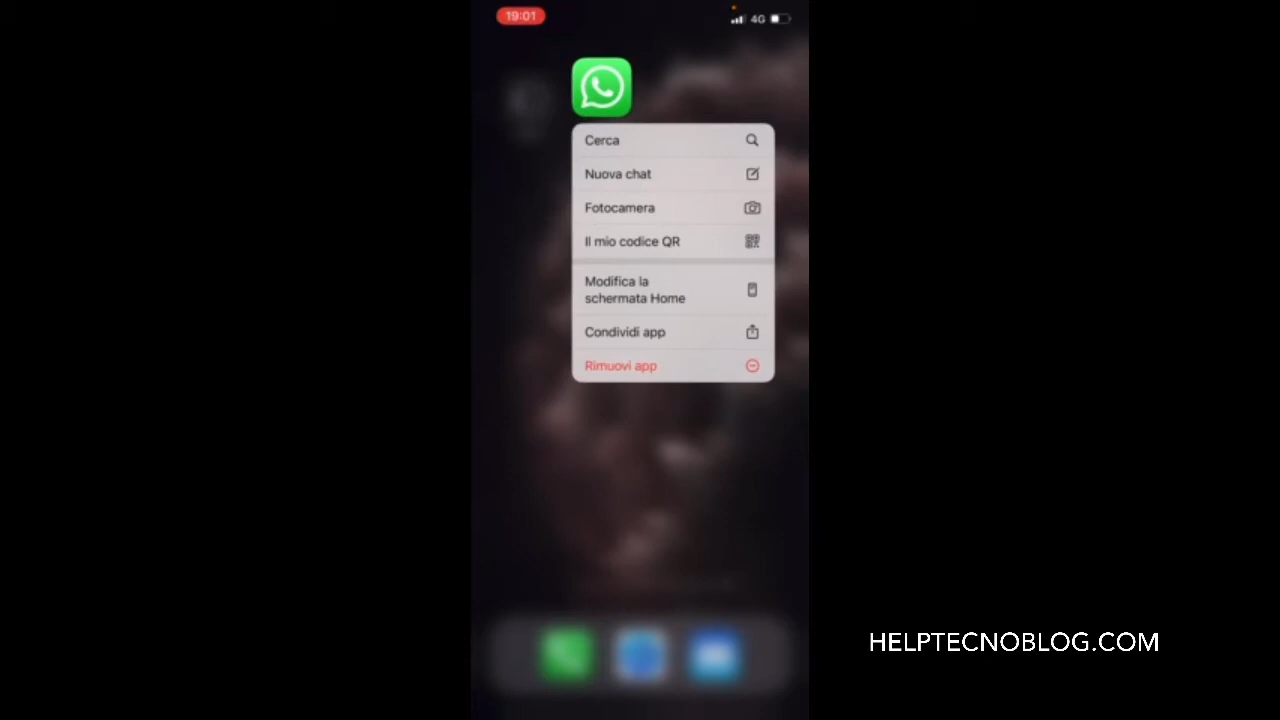 19:01
4G
Cerca
Nuova chat
Fotocamera
Il mio codice QR
Modifica la
schermata Home
Condividi app
Rimuovi app
HELPTECNOBLOG.COM